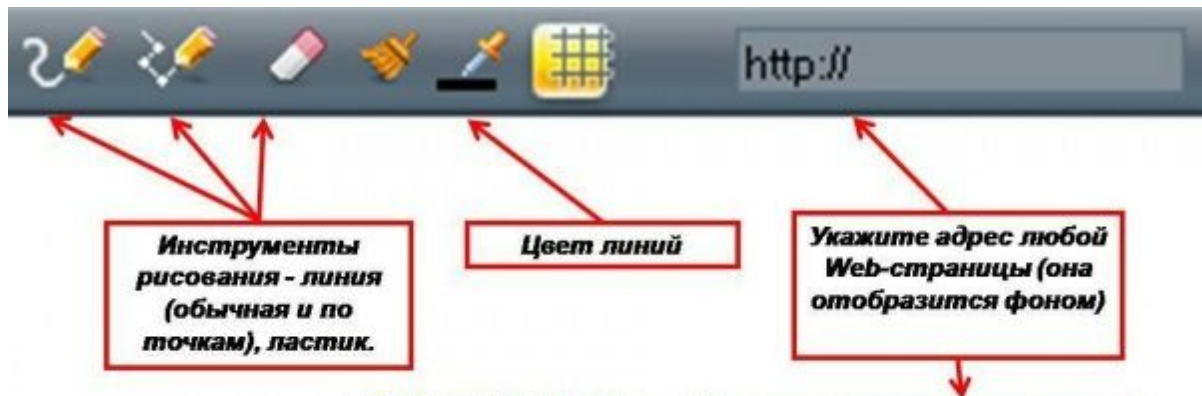 http://
Инструменты
рисования - линия
(обычная и по
точкам), ластик.
Цвет линий
Укажите адрес любой
Web-страницы (она
отобразится фоном)